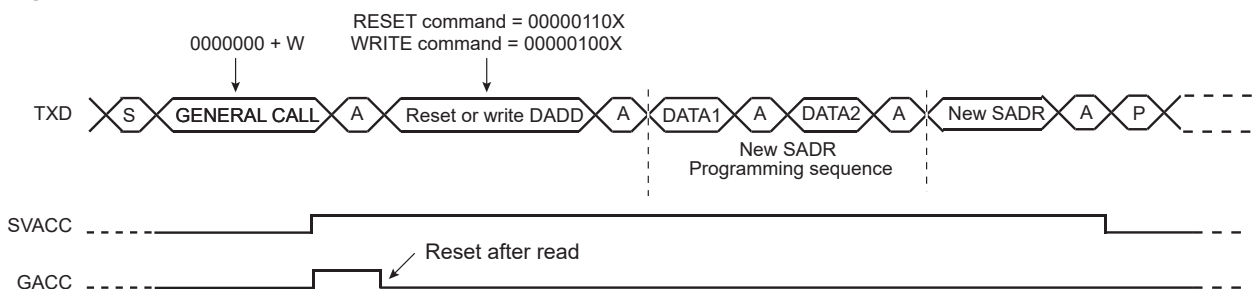 RESET command = 00000110X
0000000 + W WRITE command = 00000100X
TXD S GENERAL CALL A Reset or write DADD A DATA1 A DATA2 A New SADR A P
New SADR
Programming sequence
SVACC
Reset after read
GACC